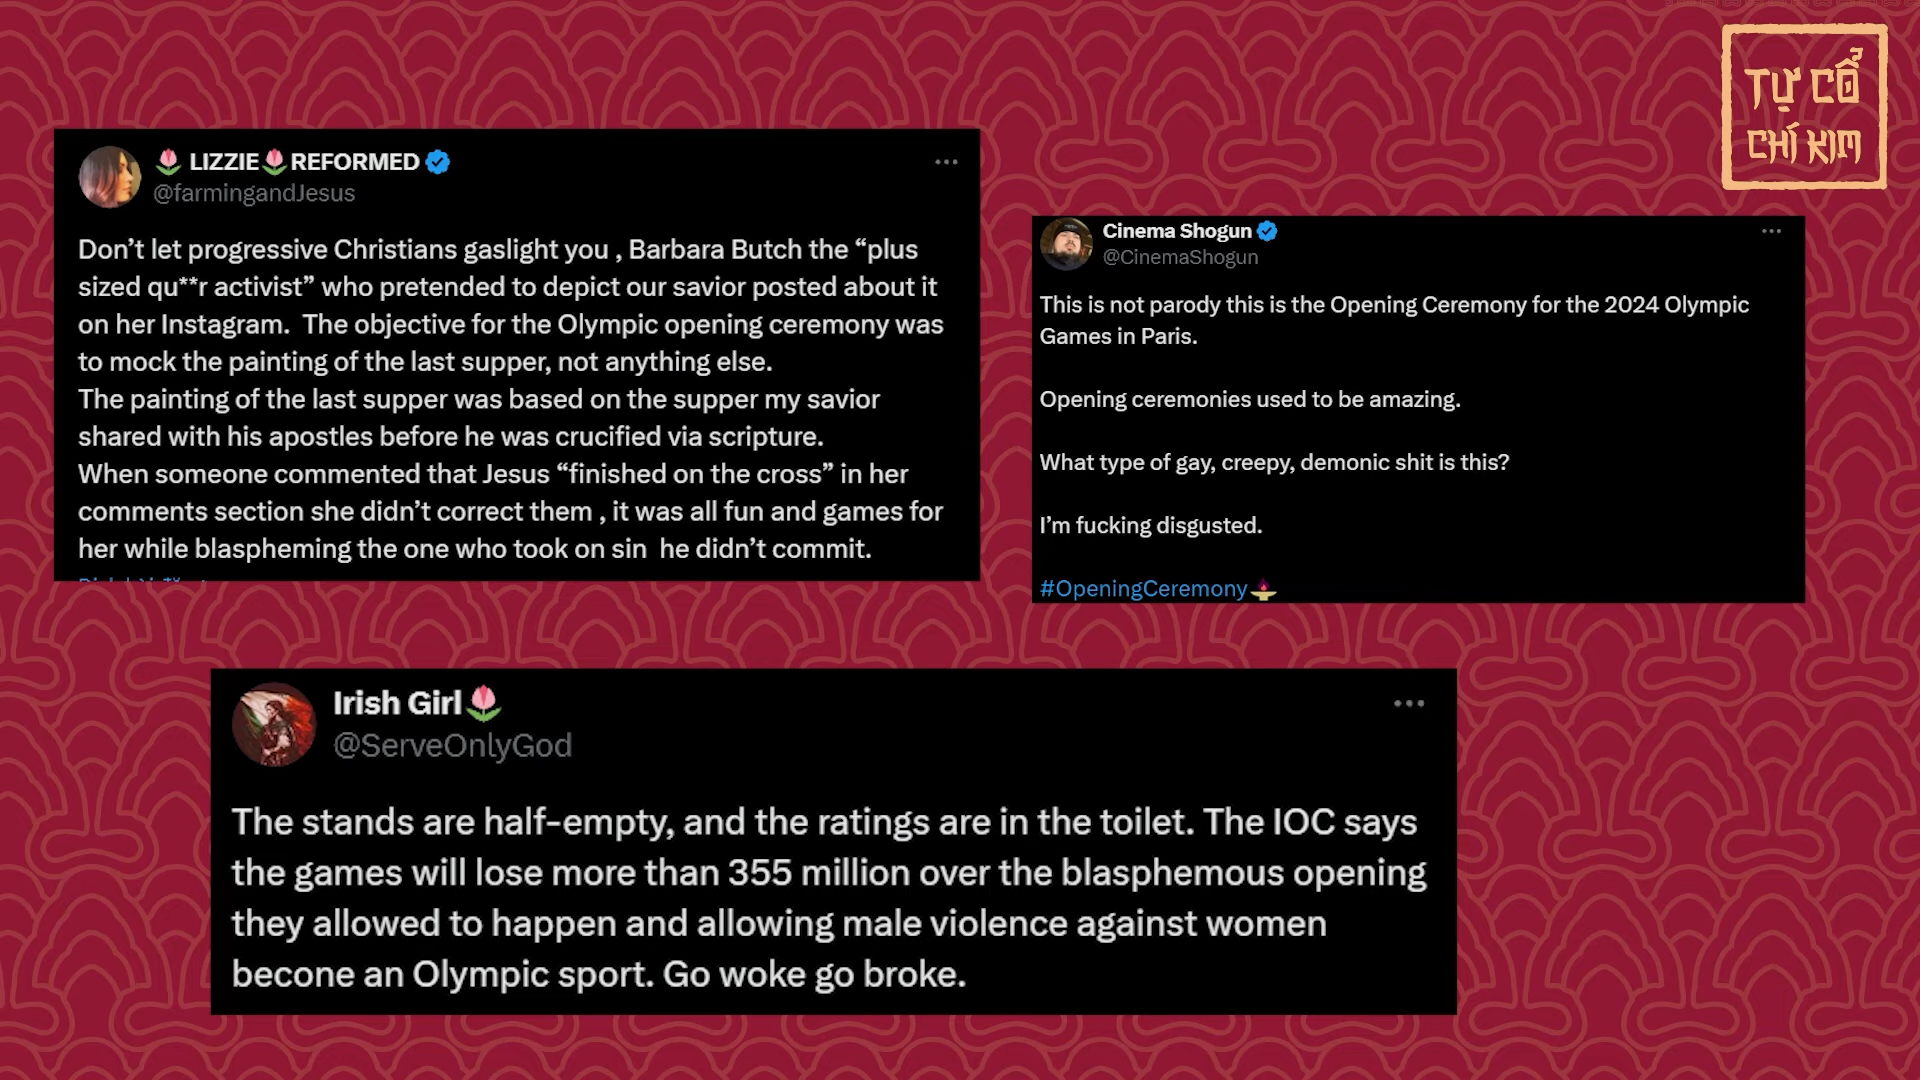 TỰ CỔ
CHÍ KIM
LIZZIE REFORMED
@farmingandJesus
Don’t let progressive Christians gaslight you , Barbara Butch the “plus
sized qu**r activist” who pretended to depict our savior posted about it
on her Instagram.  The objective for the Olympic opening ceremony was
to mock the painting of the last supper, not anything else.
The painting of the last supper was based on the supper my savior
shared with his apostles before he was crucified via scripture.
When someone commented that Jesus “finished on the cross” in her
comments section she didn’t correct them , it was all fun and games for
her while blaspheming the one who took on sin  he didn’t commit.
Cinema Shogun
@CinemaShogun
This is not parody this is the Opening Ceremony for the 2024 Olympic
Games in Paris.
Opening ceremonies used to be amazing.
What type of gay, creepy, demonic shit is this?
I’m fucking disgusted.
#OpeningCeremony
Irish Girl
@ServeOnlyGod
The stands are half-empty, and the ratings are in the toilet. The IOC says
the games will lose more than 355 million over the blasphemous opening
they allowed to happen and allowing male violence against women
becone an Olympic sport. Go woke go broke.